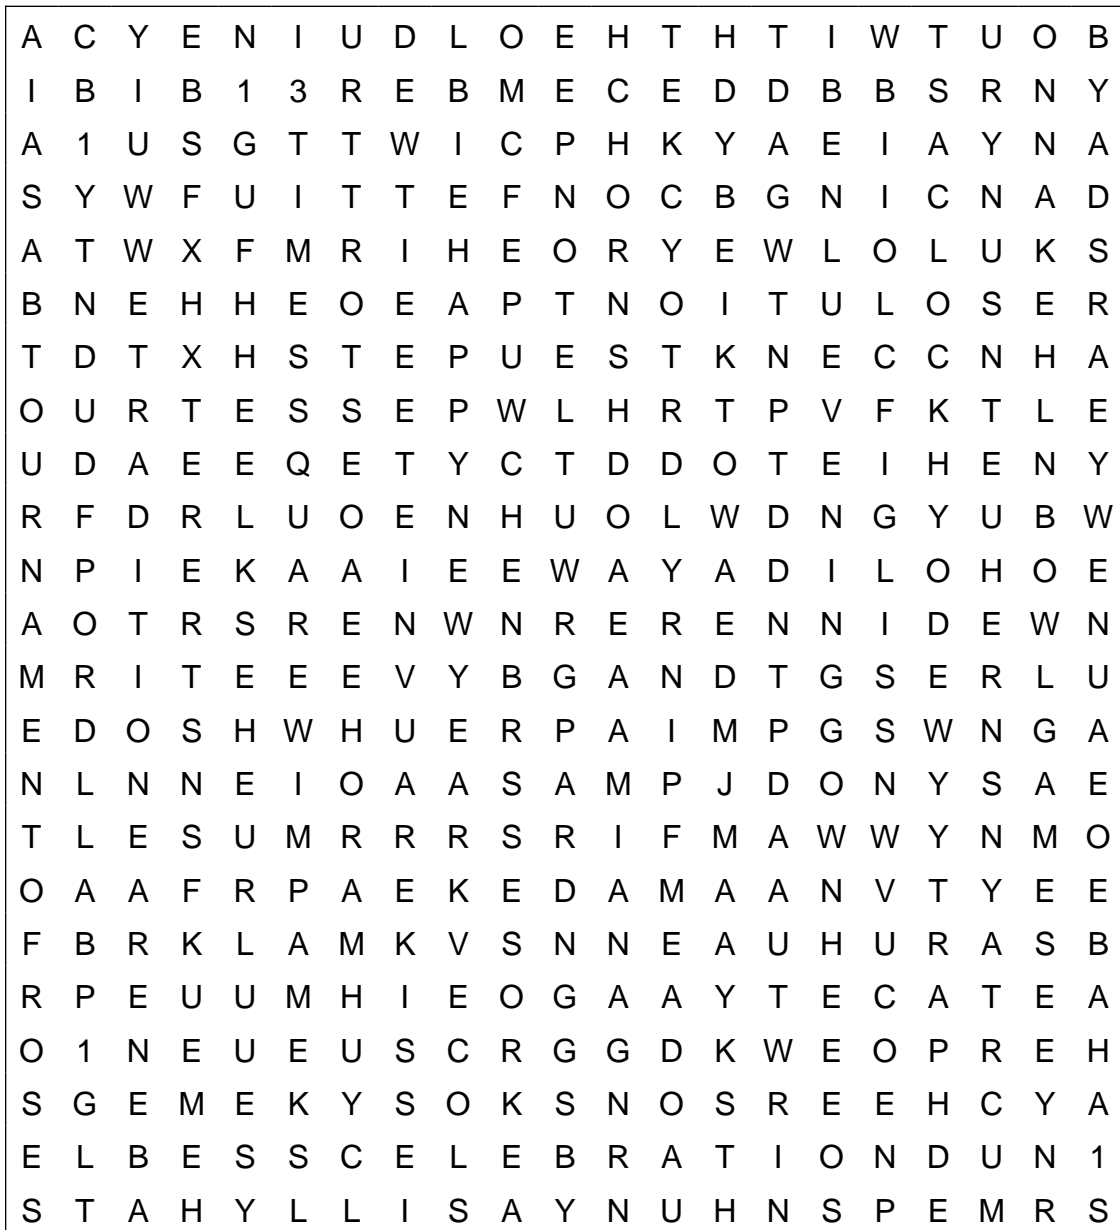 A C Y E N I U D L O E H T H T I W T U O B
I B I B 1 3 R E B M E C E D D B B S R N Y
A 1 U S G T T W I C P H K Y A E I A Y N A
S Y W F U I T T E F N O C B G N I C N A D
A T W X F M R I H E O R Y E W L O L U K S
B N E H H E O E A P T N O I T U L O S E R
T D T X H S T E P U E S T K N E C C N H A
O U R T E S S E P W L H R T P V F K T L E
U D A E E Q E T Y C T D D O T E I H E N Y
R F D R L U O E N H U O L W D N G Y U B W
N P I E K A A I E E W A Y A D I L O H O E
A O T R S R E N W N R E R E N N I D E W N
M R I T E E E V Y B G A N D T G S E R L U
E D O S H W H U E R P A I M P G S W N G A
N L N N E I O A A S A M P J D O N Y S A E
T L E S U M R R R S R I F M A W W Y N M O
O A A F R P A E K E D A M A A N V T Y E E
F B R K L A M K V S N N E A U H U R A S B
R P E U U M H I E O G A A Y T E C A T E A
O 1 N E U E U S C R G G D K W E O P R E H
S G E M E K Y S O K S N O S R E E H C Y A
E L B E S S C E L E B R A T I O N D U N 1
S T A H Y L L I S A Y N U H N S P E M R S